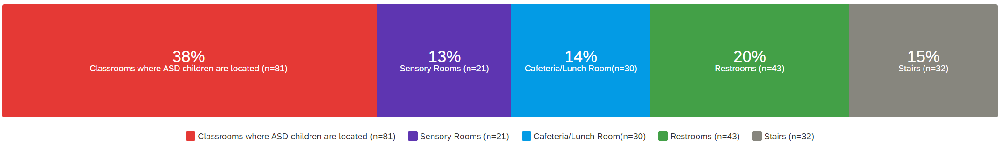 38%
Classrooms where ASD children are located (n=81)
13%
Sensory Rooms (n=21)
14%
Cafeteria/Lunch Room(n=30)
20%
Restrooms (n=43)
15%
Stairs (n=32)
Classrooms where ASD children are located (n=81) Sensory Rooms (n=21) Cafeteria/Lunch Room(n=30) Restrooms (n=43) Stairs (n=32)